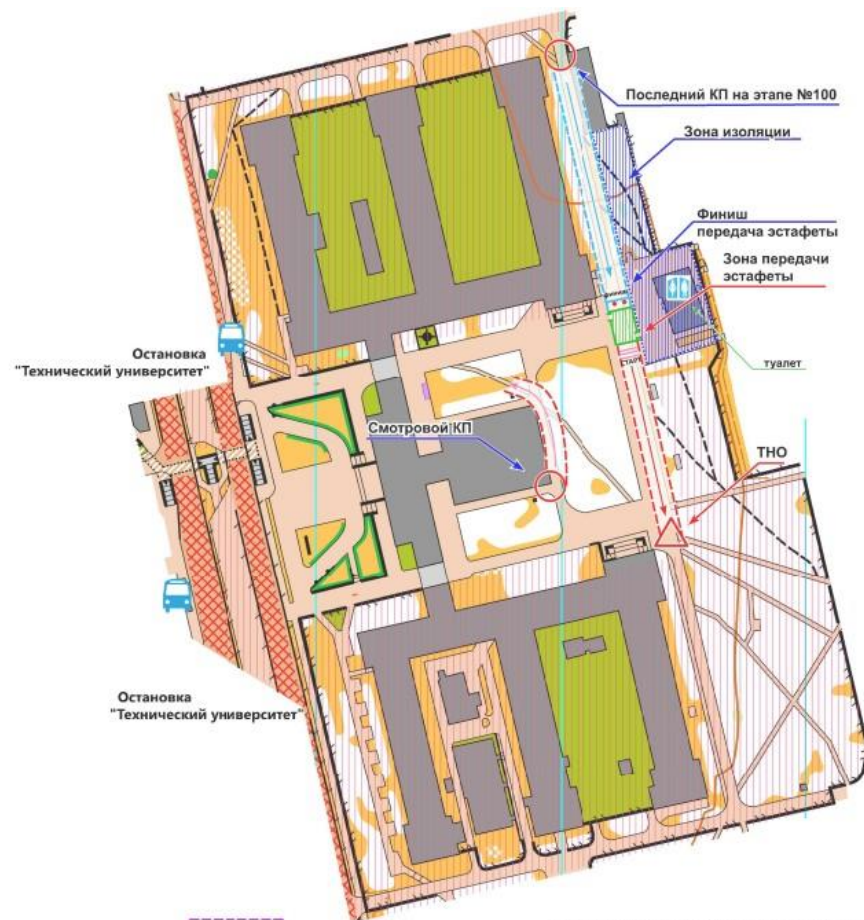 Последний КП на этапе №100
Зона изоляции
Финиш
передача эстафеты
Зона передачи
эстафеты
Остановка
"Технический университет"
туалет
СТАРТ
Смотровой КП
ТНО
Остановка
"Технический университет"